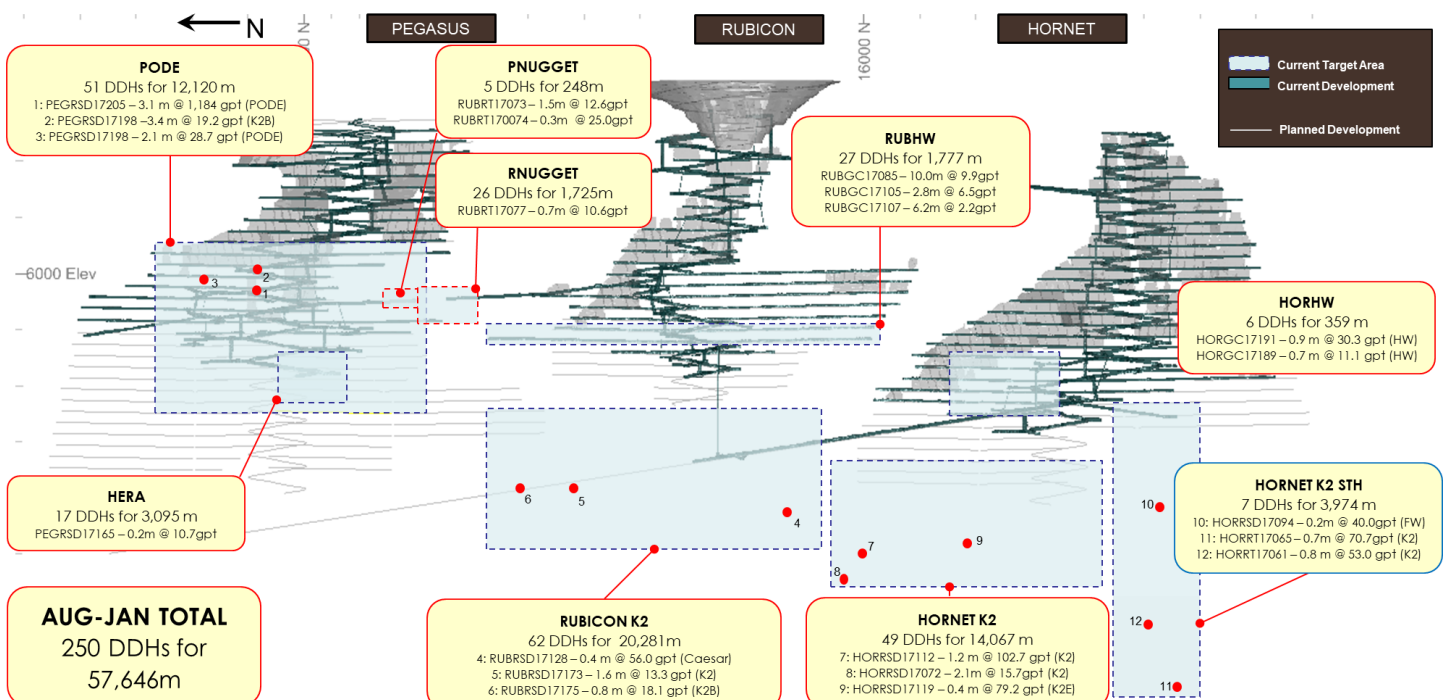 N
PEGASUS
RUBICON
HORNET
16000 N
Current Target Area
Current Development
Planned Development
PODE
51 DDHs for 12,120 m
1: PEGRSD17205 – 3.1 m @ 1,184 gpt (PODE)
2: PEGRSD17198 –3.4 m @ 19.2 gpt (K2B)
3: PEGRSD17198 – 2.1 m @ 28.7 gpt (PODE)
PNUGGET
5 DDHs for 248m
RUBRT17073 – 1.5m @ 12.6gpt
RUBRT170074 – 0.3m @ 25.0gpt
RNUGGET
26 DDHs for 1,725m
RUBRT17077 – 0.7m @ 10.6gpt
RUBHW
27 DDHs for 1,777 m
RUBGC17085 – 10.0m @ 9.9gpt
RUBGC17105 – 2.8m @ 6.5gpt
RUBGC17107 – 6.2m @ 2.2gpt
6000 Elev
3
2
1
HORHW
6 DDHs for 359 m
HORGC17191 – 0.9 m @ 30.3 gpt (HW)
HORGC17189 – 0.7 m @ 11.1 gpt (HW)
HERA
17 DDHs for 3,095 m
PEGRSD17165 – 0.2m @ 10.7gpt
6
5
4
7
8
9
10
12
11
HORNET K2 STH
7 DDHs for 3,974 m
10: HORRSD17094 – 0.2m @ 40.0gpt (FW)
11: HORRT17065 – 0.7m @ 70.7gpt (K2)
12: HORRT17061 – 0.8 m @ 53.0 gpt (K2)
AUG-JAN TOTAL
250 DDHs for
57,646m
RUBICON K2
62 DDHs for 20,281m
4: RUBRSD17128 – 0.4 m @ 56.0 gpt (Caesar)
5: RUBRSD17173 – 1.6 m @ 13.3 gpt (K2)
6: RUBRSD17175 – 0.8 m @ 18.1 gpt (K2B)
HORNET K2
49 DDHs for 14,067 m
7: HORRSD17112 – 1.2 m @ 102.7 gpt (K2)
8: HORRSD17072 – 2.1m @ 15.7gpt (K2)
9: HORRSD17119 – 0.4 m @ 79.2 gpt (K2E)